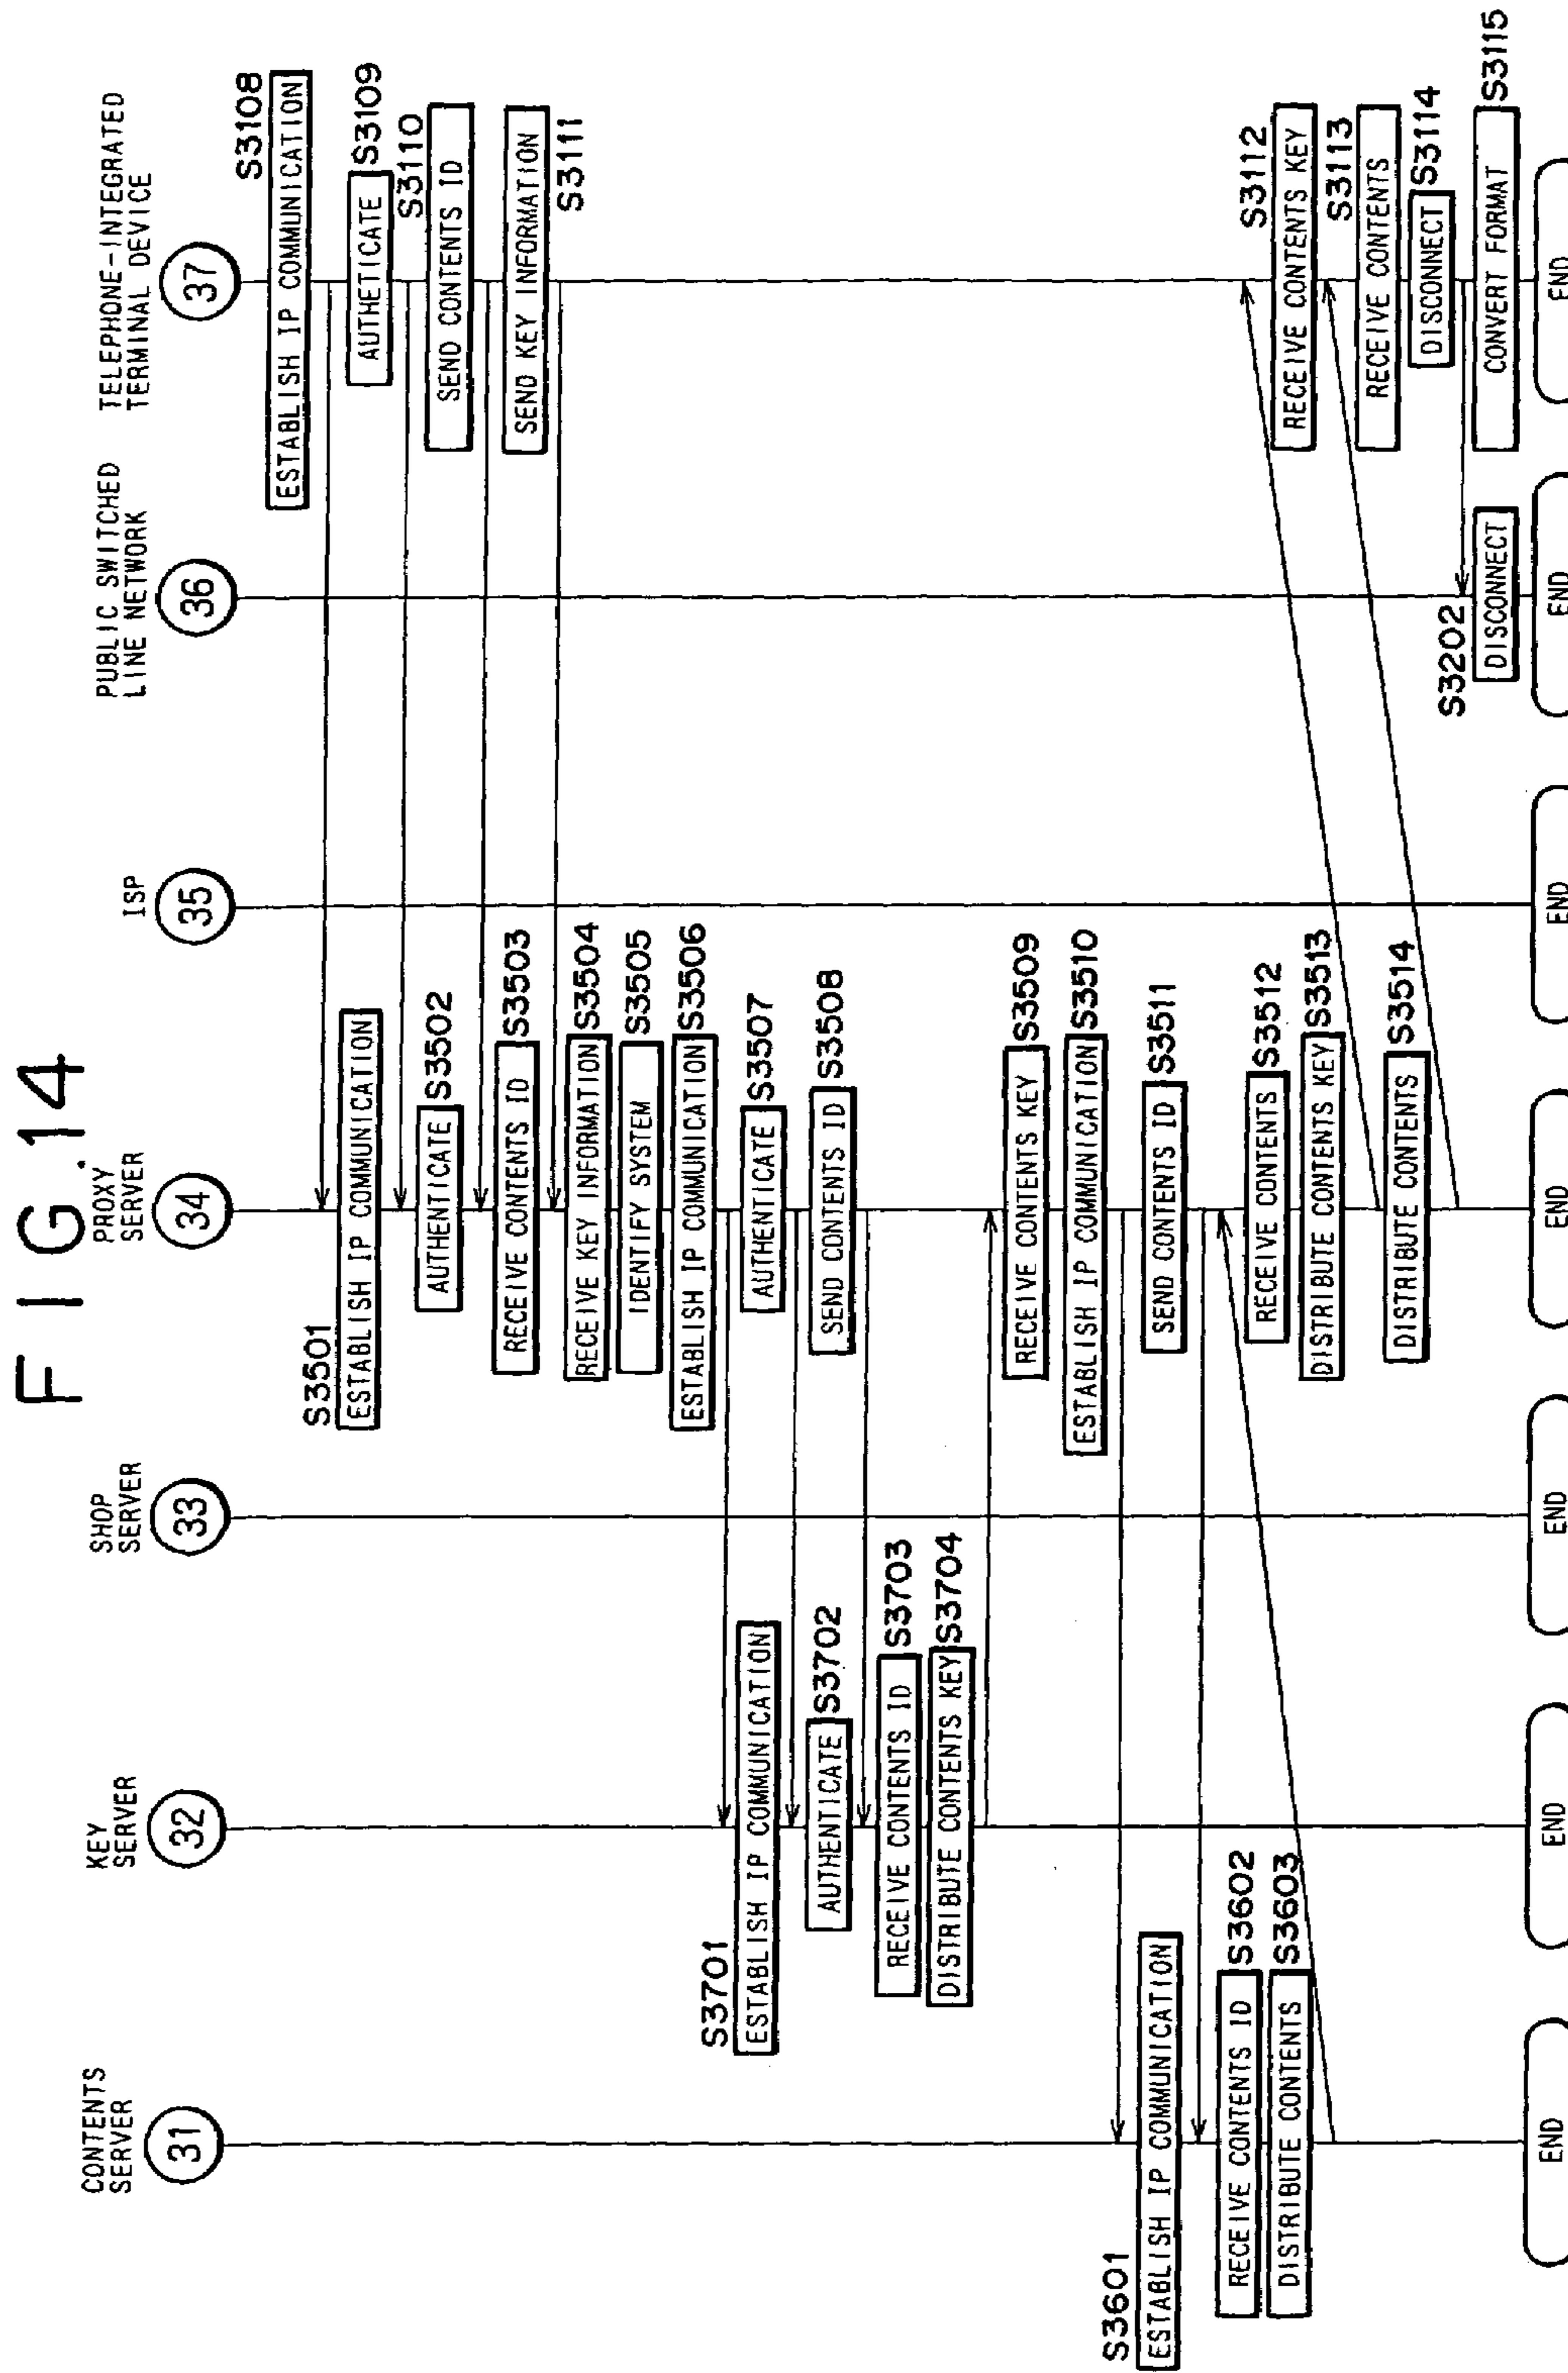 FIG.14
CONTENTS
SERVER
31
KEY
SERVER
32
SHOP
SERVER
33
PROXY
SERVER
34
ISP
35
PUBLIC SWITCHED
LINE NETWORK
36
TELEPHONE-INTEGRATED
TERMINAL DEVICE
37
S3108
ESTABLISH IP COMMUNICATION
S3501
ESTABLISH IP COMMUNICATION
AUTHETICATE S3109
S3110
AUTHENTICATE S3502
SEND CONTENTS ID
RECEIVE CONTENTS ID S3503
SEND KEY INFORMATION
S3111
RECEIVE KEY INFORMATION S3504
IDENTIFY SYSTEM S3505
ESTABLISH IP COMMUNICATION S3506
S3701
ESTABLISH IP COMMUNICATION
AUTHENTICATE S3507
AUTHENTICATE S3702
SEND CONTENTS ID S3508
RECEIVE CONTENTS ID S3703
DISTRIBUTE CONTENTS KEY S3704
RECEIVE CONTENTS KEY S3509
ESTABLISH IP COMMUNICATION S3510
S3601
ESTABLISH IP COMMUNICATION
SEND CONTENTS ID S3511
RECEIVE CONTENTS ID S3602
DISTRIBUTE CONTENTS S3603
RECEIVE CONTENTS S3512
DISTRIBUTE CONTENTS KEY S3513
S3112
RECEIVE CONTENTS KEY
S3113
RECEIVE CONTENTS
DISTRIBUTE CONTENTS S3514
DISCONNECT S3114
S3202
DISCONNECT
CONVERT FORMAT S3115
END
END
END
END
END
END
END